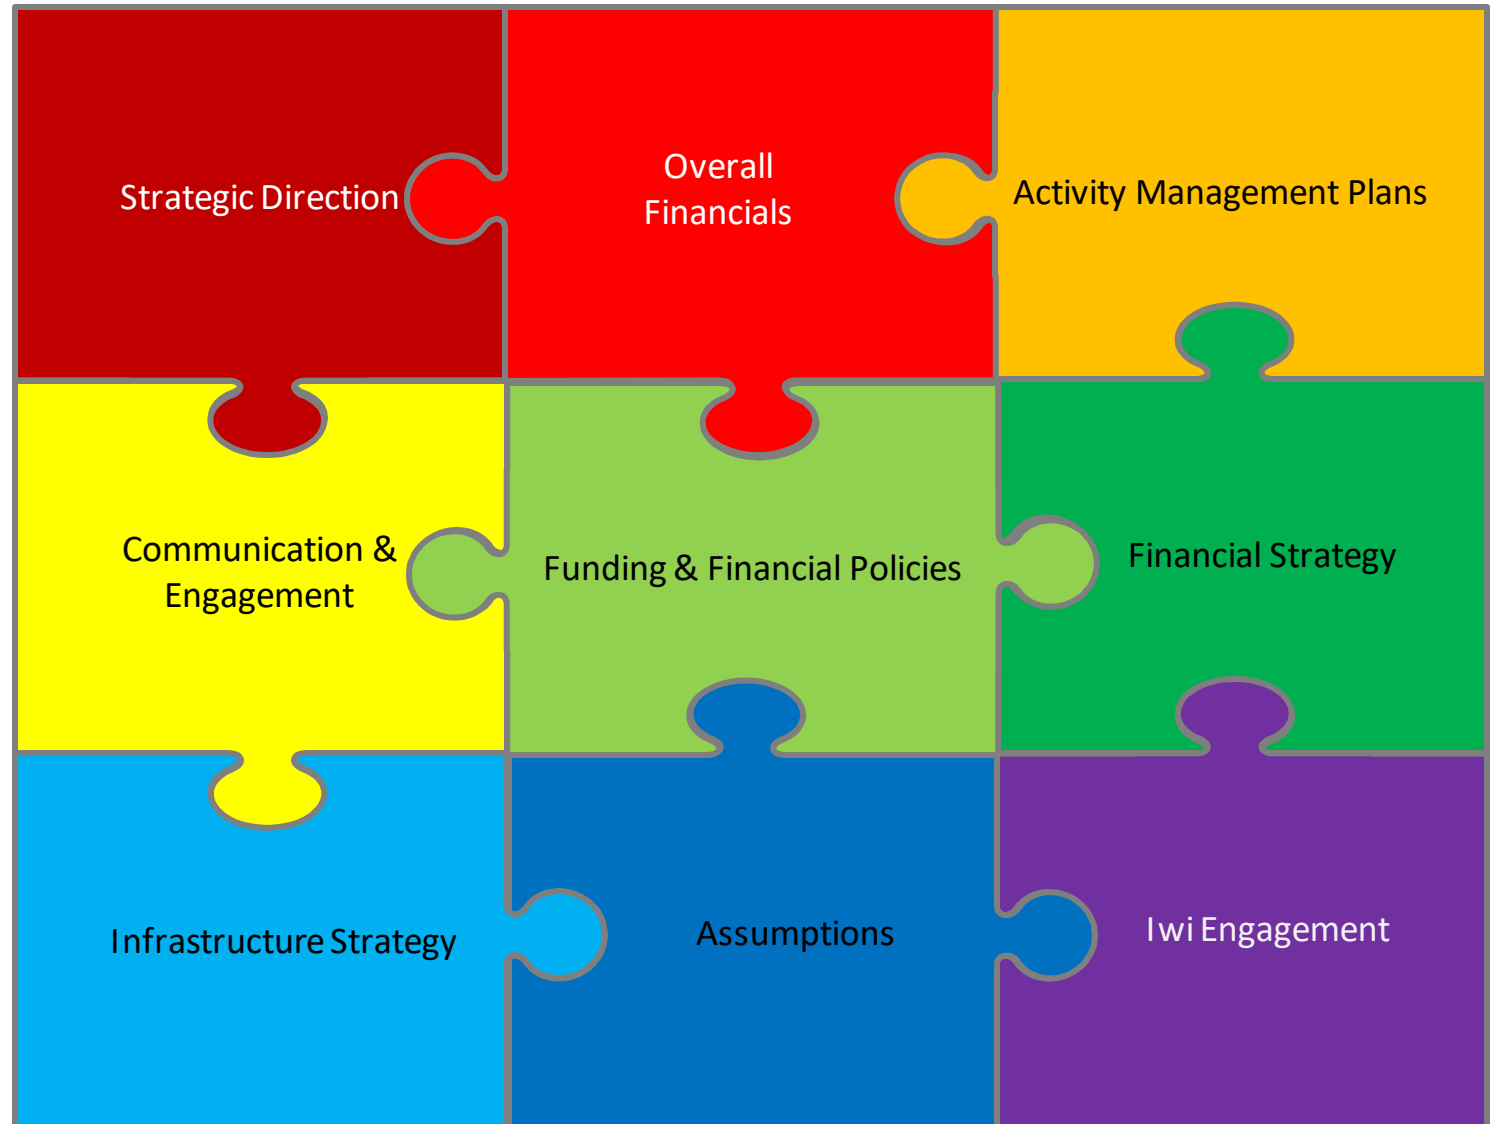 Strategic Direction
Overall
Financials
Activity Management Plans
Communication &
Engagement
Funding & Financial Policies
Financial Strategy
Infrastructure Strategy
Assumptions
Iwi Engagement